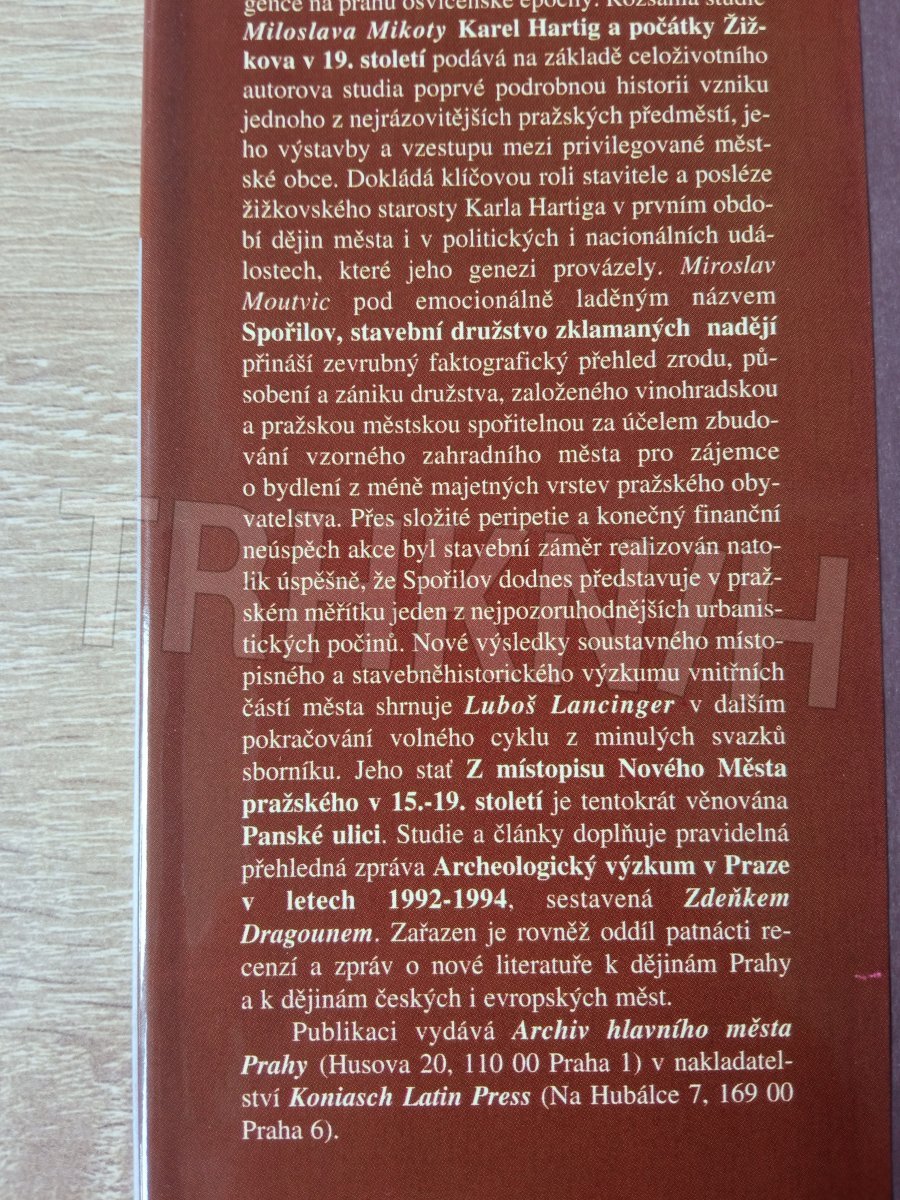 gence na prahu osvícenské epochy. Rozsáhlá studie
Miloslava Mikoty Karel Hartig a počátky Žiž-
kova v 19. století podává na základě celoživotního
autorova studia poprvé podrobnou historii vzniku
jednoho z nejrázovitějších pražských předměstí, je-
ho výstavby a vzestupu mezi privilegované měst-
ské obce. Dokládá klíčovou roli stavitele a posléze
žižkovského starosty Karla Hartiga v prvním obdo-
bí dějin města i v politických i nacionálních udá-
lostech, které jeho genezi provázely. Miroslav
Moutvic pod emocionálně laděným názvem
Spořilov, stavební družstvo zklamaných nadějí
přináší zevrubný faktografický přehled zrodu, pů-
sobení a zániku družstva, založeného vinohradskou
a pražskou městskou spořitelnou za účelem zbudo-
vání vzorného zahradního města pro zájemce
o bydlení z méně majetných vrstev pražského oby-
vatelstva. Přes složité peripetie a konečný finanční
neúspěch akce byl stavební záměr realizován nato-
lik úspěšně, že Spořilov dodnes představuje v praž-
ském měřítku jeden z nejpozoruhodnějších urbanis-
tických počinů. Nové výsledky soustavného místo-
pisného a stavebněhistorického výzkumu vnitřních
částí města shrnuje Luboš Lancinger v dalším
pokračování volného cyklu z minulých svazků
sborníku. Jeho stať Z místopisu Nového Města
pražského v 15.-19. století je tentokrát věnována
Panské ulici. Studie a články doplňuje pravidelná
přehledná zpráva Archeologický výzkum v Praze
v letech 1992-1994, sestavená Zdeňkem
Dragounem. Zařazen je rovněž oddíl patnácti re-
cenzí a zpráv o nové literatuře k dějinám Prahy
a k dějinám českých i evropských měst.
Publikaci vydává Archiv hlavního města
Prahy (Husova 20, 110 00 Praha 1) v nakladatel-
ství Koniasch Latin Press (Na Hubálce 7, 169 00
Praha 6).